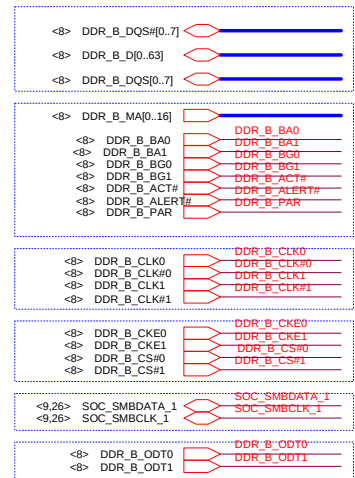 <8> DDR_B_DQS#[0..7]
<8> DDR_B_D[0..63]
<8> DDR_B_DQS[0..7]
<8> DDR_B_MA[0..16]
<8> DDR_B_BA0 DDR_B_BA0
<8> DDR_B_BA1 DDR_B_BA1
<8> DDR_B_BG0 DDR_B_BG0
<8> DDR_B_BG1 DDR_B_BG1
<8> DDR_B_ACT# DDR_B_ACT#
<8> DDR_B_ALERT# DDR_B_ALERT#
<8> DDR_B_PAR DDR_B_PAR
<8> DDR_B_CLK0 DDR_B_CLK0
<8> DDR_B_CLK#0 DDR_B_CLK#0
<8> DDR_B_CLK1 DDR_B_CLK1
<8> DDR_B_CLK#1 DDR_B_CLK#1
<8> DDR_B_CKE0 DDR_B_CKE0
<8> DDR_B_CKE1 DDR_B_CKE1
<8> DDR_B_CS#0 DDR_B_CS#0
<8> DDR_B_CS#1 DDR_B_CS#1
<9,26> SOC_SMBDATA_1 SOC_SMBDATA_1
<9,26> SOC_SMBCLK_1 SOC_SMBCLK_1
<8> DDR_B_ODT0 DDR_B_ODT0
<8> DDR_B_ODT1 DDR_B_ODT1